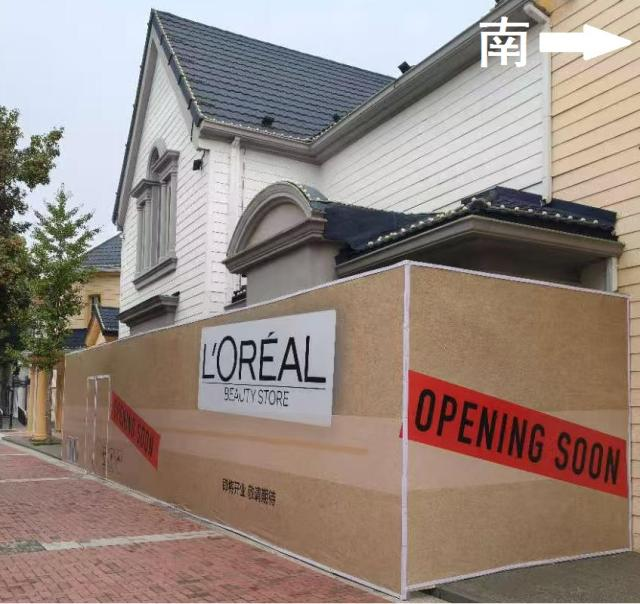 南
L'ORÉAL
BEAUTY STORE
OPENING SOON
OPENING SOON
即将开业 敬请期待